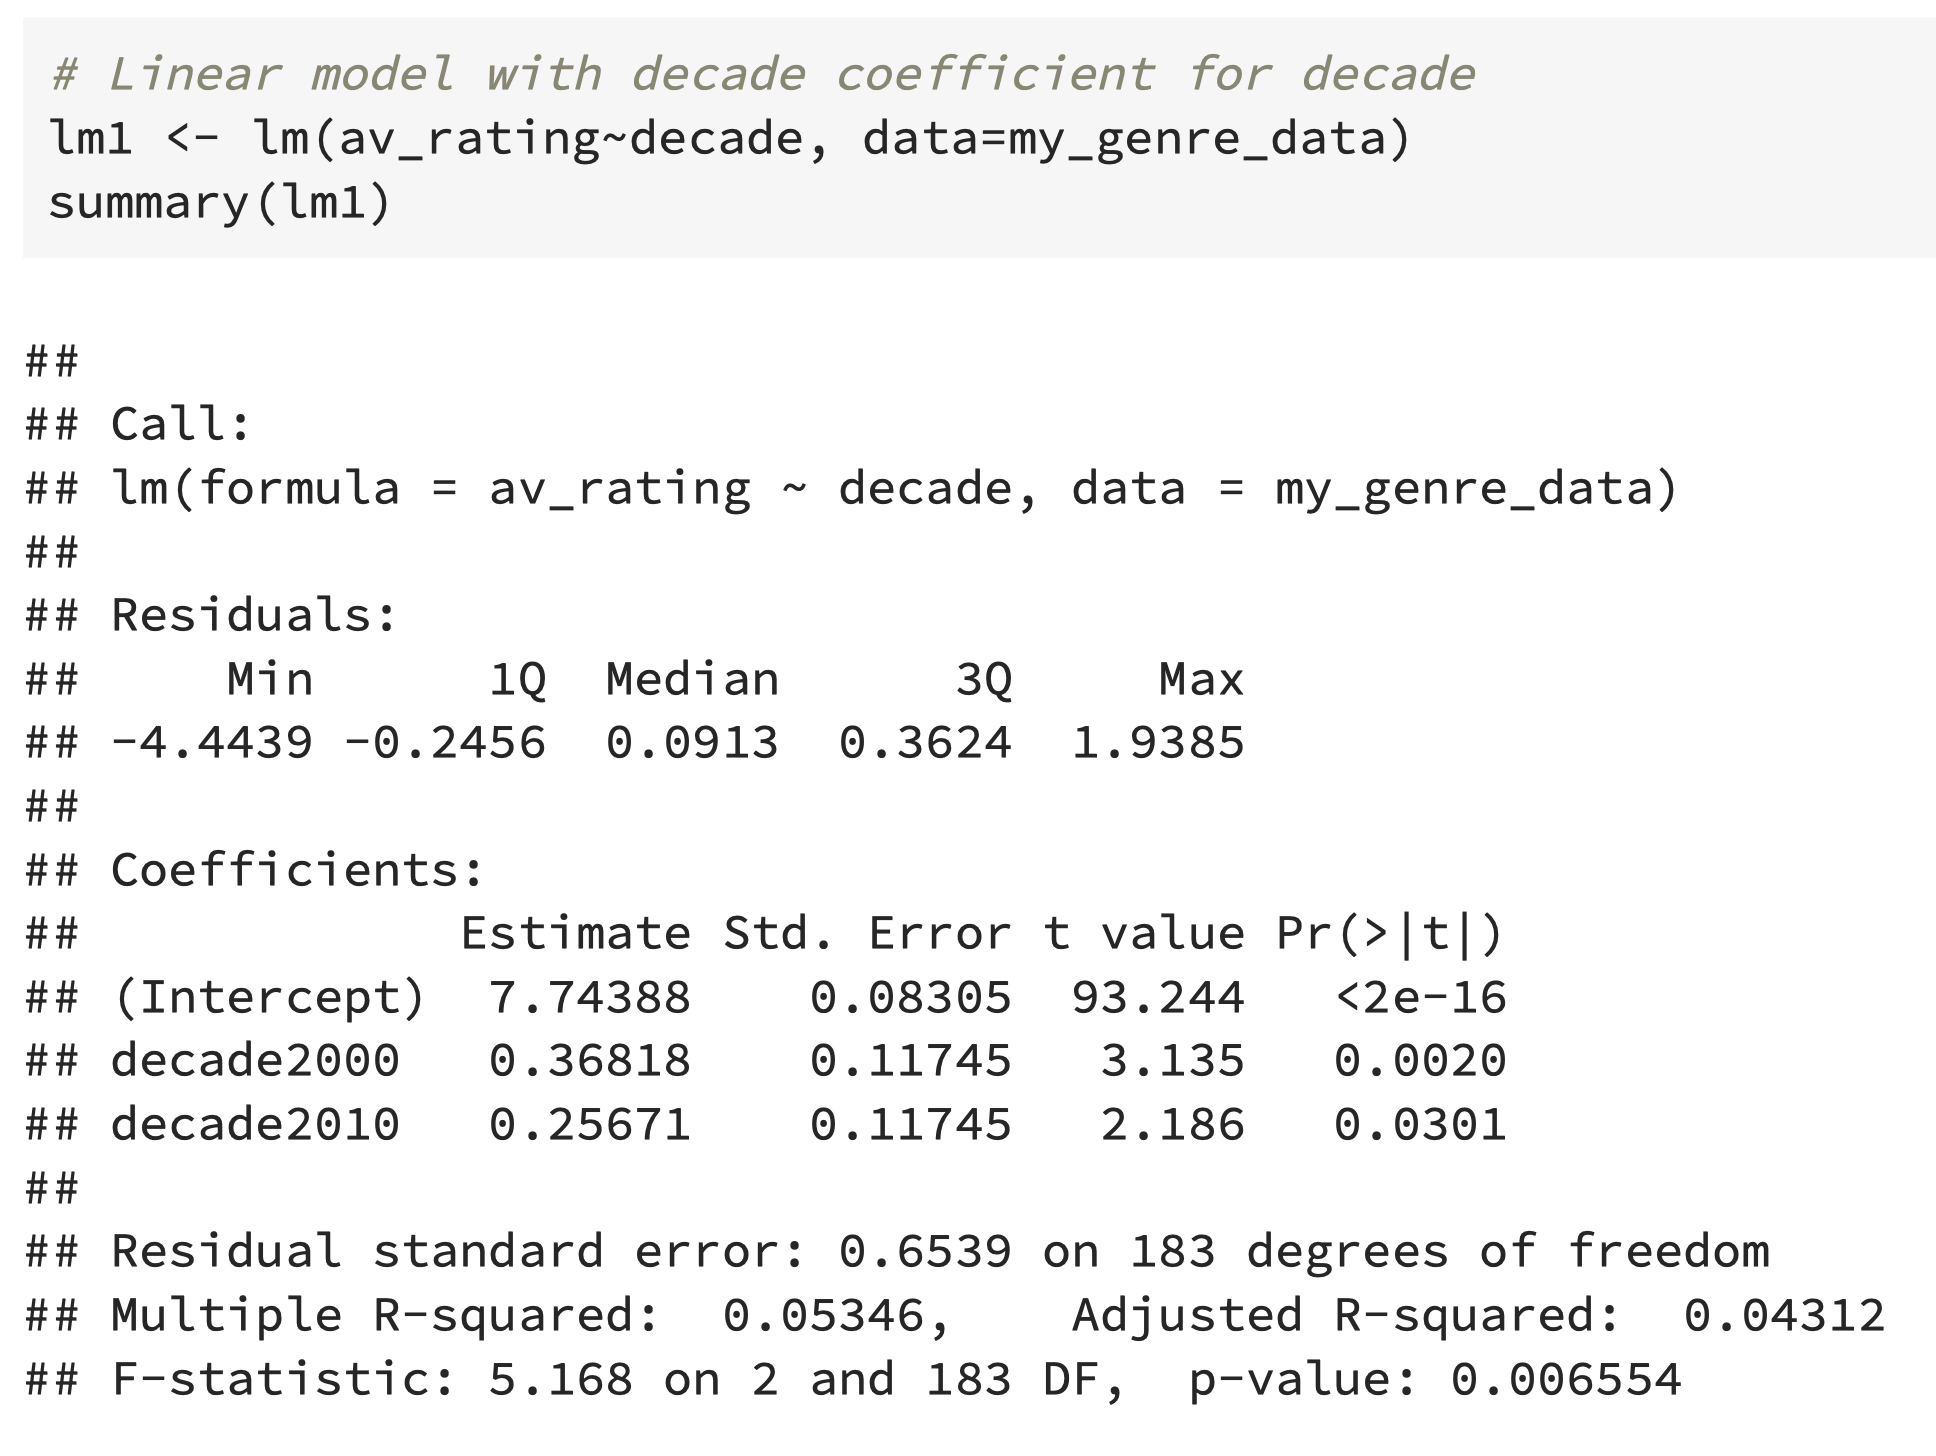 # Linear model with decade coefficient for decade
lm1 <- lm(av_rating~decade, data=my_genre_data)
summary(lm1)
##
## Call:
## lm(formula = av_rating ~ decade, data = my_genre_data)
##
## Residuals:
##     Min      1Q  Median      3Q     Max
## -4.4439 -0.2456  0.0913  0.3624  1.9385
##
## Coefficients:
##             Estimate Std. Error t value Pr(>|t|)
## (Intercept)  7.74388    0.08305  93.244   <2e-16
## decade2000   0.36818    0.11745   3.135   0.0020
## decade2010   0.25671    0.11745   2.186   0.0301
##
## Residual standard error: 0.6539 on 183 degrees of freedom
## Multiple R-squared:  0.05346,    Adjusted R-squared:  0.04312
## F-statistic: 5.168 on 2 and 183 DF,  p-value: 0.006554